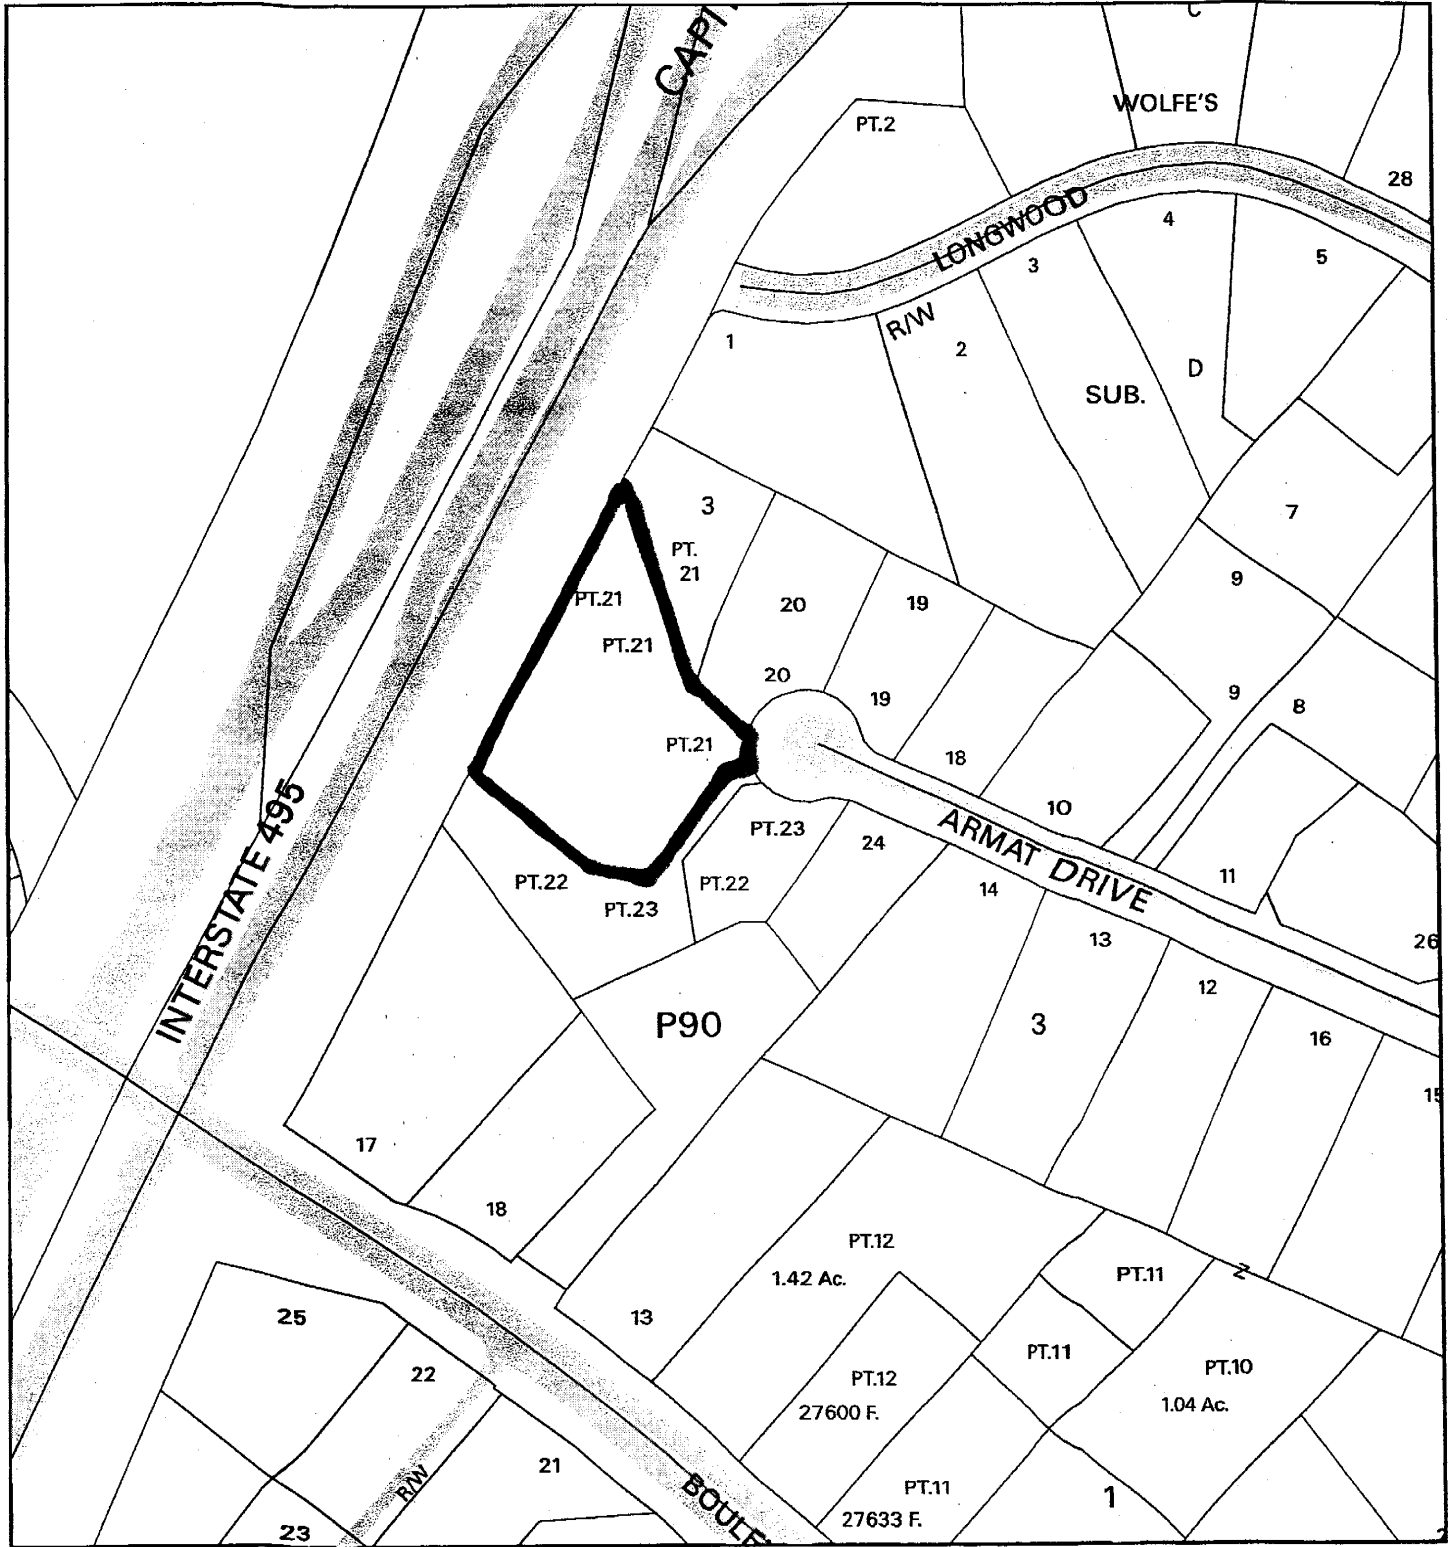 C
CAPI
WOLFE'S
PT.2
28
LONGWOOD
4
5
3
R/W
1
2
D
SUB.
3
7
PT.
21
9
PT.21
20
19
PT.21
20
9
19
8
PT.21
18
INTERSTATE 495
10
ARMAT DRIVE
PT.23
24
11
PT.22
PT.22
14
PT.23
13
26
12
P90
3
16
15
17
18
PT.12
1.42 Ac.
PT.11
Z
25
13
PT.11
PT.10
22
PT.12
1.04 Ac.
27600 F.
21
R/W
PT.11
1
BOULE
27633 F.
23